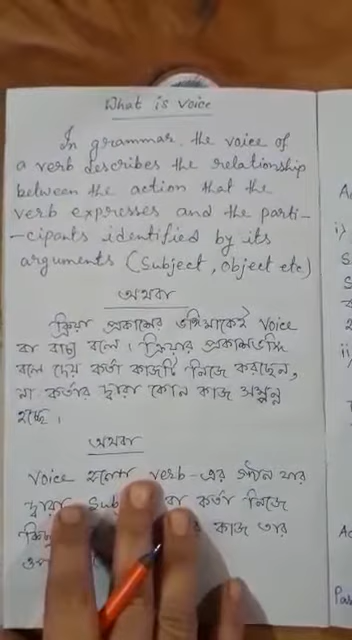 What is voice
In grammar, the voice of
a verb describes the relationship
between the action that the
verb expresses and the parti-
-cipants identified by its
arguments (Subject, object etc)
অথবা
ক্রিয়া প্রকাশের ভঙ্গিমাকেই voice
বা বাচ্য বলে। ক্রিয়ার প্রকাশভঙ্গি
বলে দেয় কর্তা কাজটি নিজে করছেন,
না কর্তার দ্বারা কোন কাজ সম্পন্ন
হচ্ছে।
অথবা
Voice হলো verb-এর যার
দ্বারা বা কর্তা নিজে
কাজ তার
i)
ii)